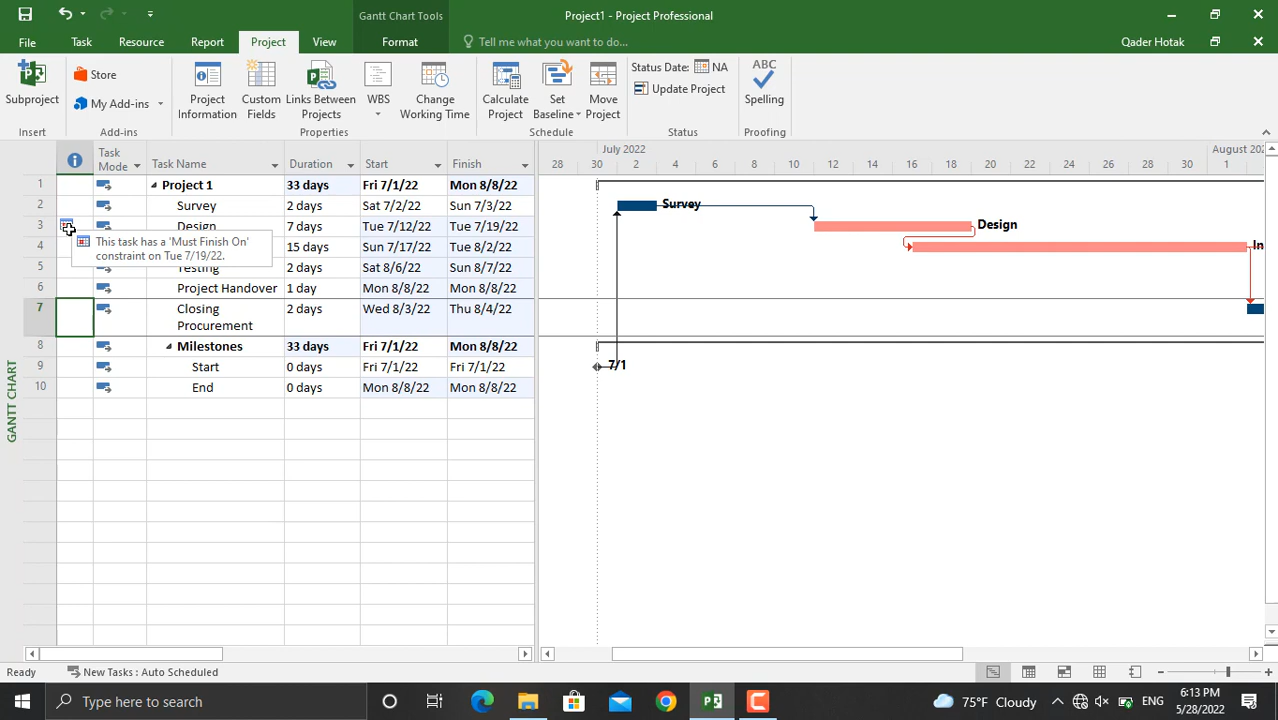 Gantt Chart Tools
Project1 - Project Professional
File
Task
Resource
Report
Project
View
Format
Tell me what you want to do...
Qader Hotak
Subproject
Store
My Add-ins
Project Information
Custom Fields
Links Between Projects
WBS
Change Working Time
Calculate Project
Set Baseline
Move Project
Status Date: NA
Update Project
ABC
Spelling
Insert
Add-ins
Properties
Schedule
Status
Proofing
Task Mode
Task Name
Duration
Start
Finish
July 2022
August 202
28 30 2 4 6 8 10 12 14 16 18 20 22 24 26 28 30 1
1 Project 1 33 days Fri 7/1/22 Mon 8/8/22
2 Survey 2 days Sat 7/2/22 Sun 7/3/22
3 Design 7 days Tue 7/12/22 Tue 7/19/22
4 15 days Sun 7/17/22 Tue 8/2/22
This task has a 'Must Finish On'
constraint on Tue 7/19/22.
5 Testing 2 days Sat 8/6/22 Sun 8/7/22
6 Project Handover 1 day Mon 8/8/22 Mon 8/8/22
7 Closing Procurement 2 days Wed 8/3/22 Thu 8/4/22
8 Milestones 33 days Fri 7/1/22 Mon 8/8/22
9 Start 0 days Fri 7/1/22 Fri 7/1/22
10 End 0 days Mon 8/8/22 Mon 8/8/22
Survey
Design
In
7/1
GANTT CHART
Ready
New Tasks : Auto Scheduled
Type here to search
75°F Cloudy
ENG
6:13 PM
5/28/2022